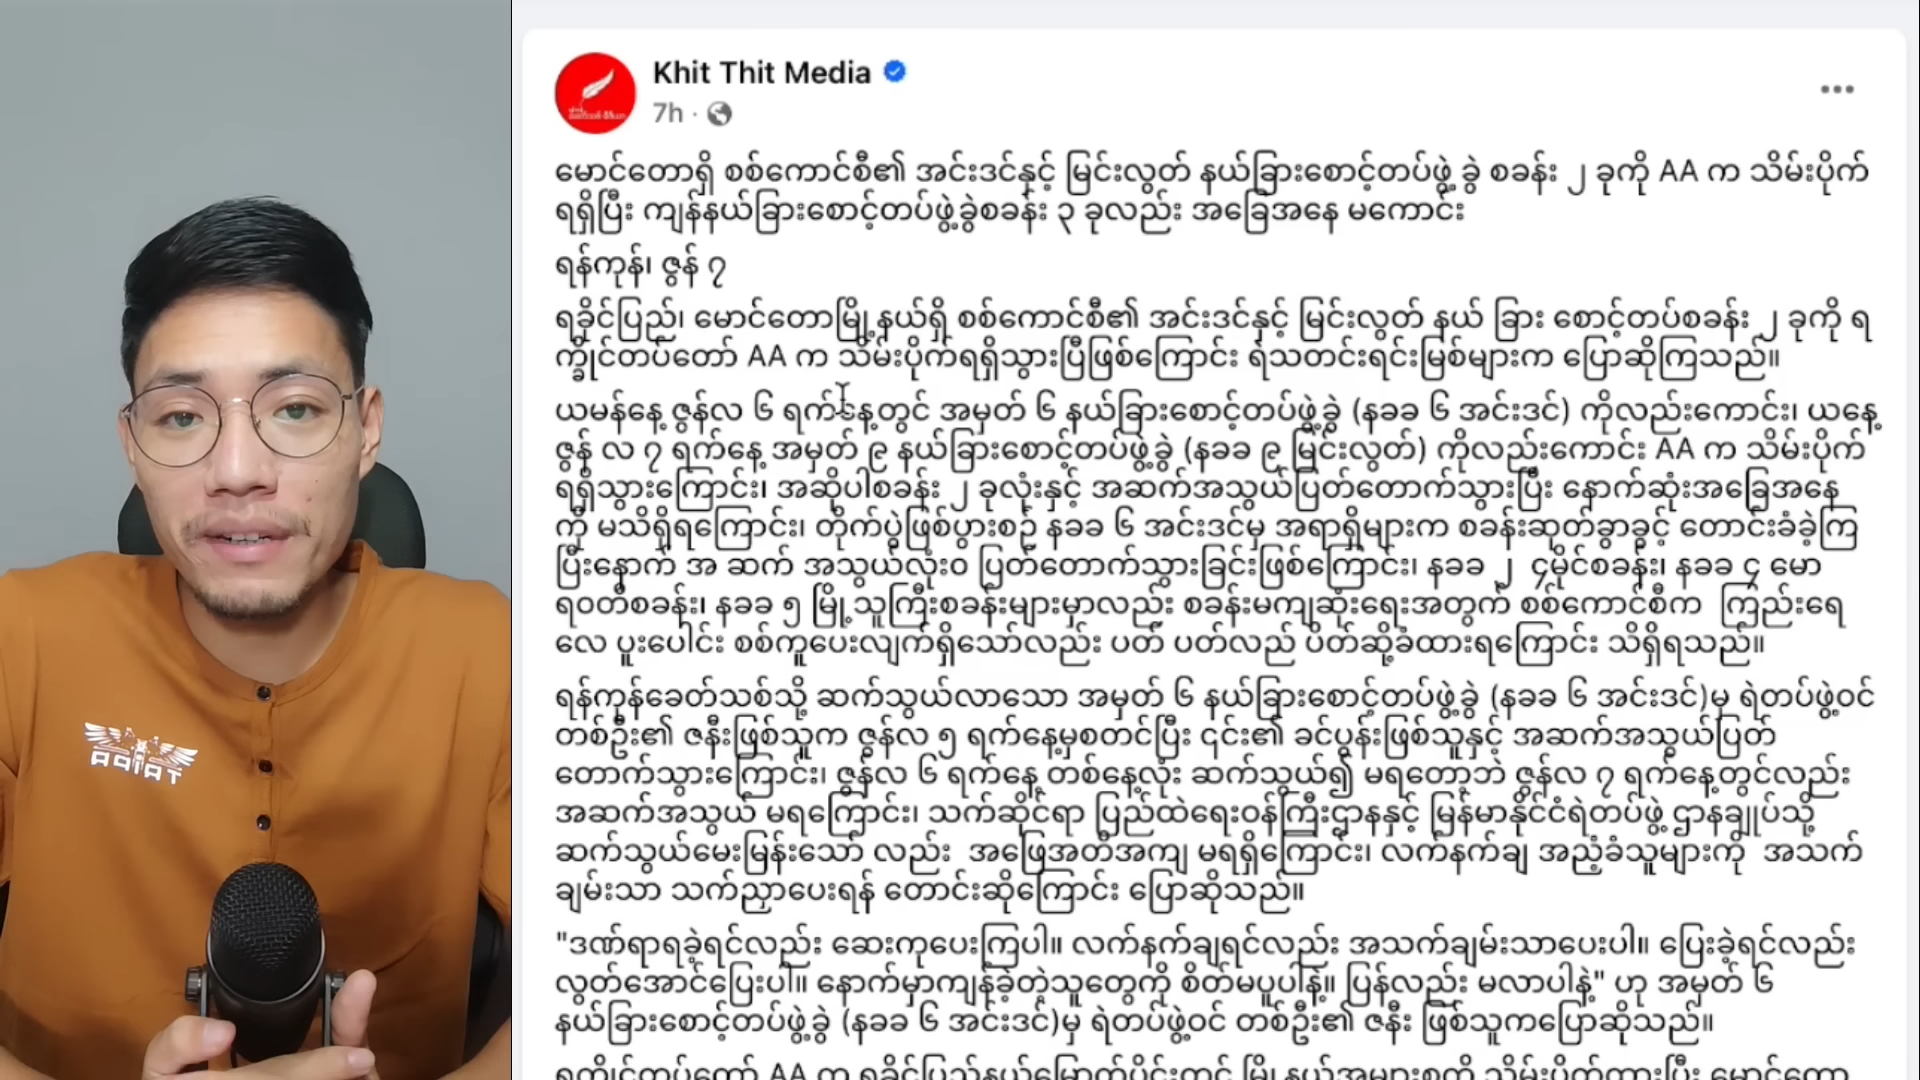 Khit Thit Media
7h ·
မောင်တောရှိ စစ်ကောင်စီ၏ အင်းဒင်နှင့် မြင်းလွတ် နယ်ခြားစောင့်တပ်ဖွဲ့ ခွဲ စခန်း ၂ ခုကို AA က သိမ်းပိုက်
ရရှိပြီး ကျန်နယ်ခြားစောင့်တပ်ဖွဲ့ခွဲစခန်း ၃ ခုလည်း အခြေအနေ မကောင်း
ရန်ကုန်၊ ဇွန် ၇
ရခိုင်ပြည်၊ မောင်တောမြို့နယ်ရှိ စစ်ကောင်စီ၏ အင်းဒင်နှင့် မြင်းလွတ် နယ် ခြား စောင့်တပ်စခန်း ၂ ခုကို ရ
က္ခိုင်တပ်တော် AA က သိမ်းပိုက်ရရှိသွားပြီဖြစ်ကြောင်း ရဲသတင်းရင်းမြစ်များက ပြောဆိုကြသည်။
ယမန်နေ့ ဇွန်လ ၆ ရက်နေ့တွင် အမှတ် ၆ နယ်ခြားစောင့်တပ်ဖွဲ့ခွဲ (နခခ ၆ အင်းဒင်) ကိုလည်းကောင်း၊ ယနေ့
ဇွန် လ ၇ ရက်နေ့ အမှတ် ၉ နယ်ခြားစောင့်တပ်ဖွဲ့ခွဲ (နခခ ၉ မြင်းလွတ်) ကိုလည်းကောင်း AA က သိမ်းပိုက်
ရရှိသွားကြောင်း၊ အဆိုပါစခန်း ၂ ခုလုံးနှင့် အဆက်အသွယ်ပြတ်တောက်သွားပြီး နောက်ဆုံးအခြေအနေ
ကို မသိရှိရကြောင်း၊ တိုက်ပွဲဖြစ်ပွားစဉ် နခခ ၆ အင်းဒင်မှ အရာရှိများက စခန်းဆုတ်ခွာခွင့် တောင်းခံခဲ့ကြ
ပြီးနောက် အ ဆက် အသွယ်လုံးဝ ပြတ်တောက်သွားခြင်းဖြစ်ကြောင်း၊ နခခ ၂ ၄မိုင်စခန်း၊ နခခ ၄ မော
ရဝတီစခန်း၊ နခခ ၅ မြို့သူကြီးစခန်းများမှာလည်း စခန်းမကျဆုံးရေးအတွက် စစ်ကောင်စီက ကြည်းရေ
လေ ပူးပေါင်း စစ်ကူပေးလျက်ရှိသော်လည်း ပတ် ပတ်လည် ပိတ်ဆို့ခံထားရကြောင်း သိရှိရသည်။
ရန်ကုန်ခေတ်သစ်သို့ ဆက်သွယ်လာသော အမှတ် ၆ နယ်ခြားစောင့်တပ်ဖွဲ့ခွဲ (နခခ ၆ အင်းဒင်)မှ ရဲတပ်ဖွဲ့ဝင်
တစ်ဦး၏ ဇနီးဖြစ်သူက ဇွန်လ ၅ ရက်နေ့မှစတင်ပြီး ၎င်း၏ ခင်ပွန်းဖြစ်သူနှင့် အဆက်အသွယ်ပြတ်
တောက်သွားကြောင်း၊ ဇွန်လ ၆ ရက်နေ့ တစ်နေ့လုံး ဆက်သွယ်၍ မရတော့ဘဲ ဇွန်လ ၇ ရက်နေ့တွင်လည်း
အဆက်အသွယ် မရကြောင်း၊ သက်ဆိုင်ရာ ပြည်ထဲရေးဝန်ကြီးဌာနနှင့် မြန်မာနိုင်ငံရဲတပ်ဖွဲ့ ဌာနချုပ်သို့
ဆက်သွယ်မေးမြန်းသော် လည်း အဖြေအတိအကျ မရရှိကြောင်း၊ လက်နက်ချ အညံ့ခံသူများကို အသက်
ချမ်းသာ သက်ညှာပေးရန် တောင်းဆိုကြောင်း ပြောဆိုသည်။
"ဒဏ်ရာရခဲ့ရင်လည်း ဆေးကုပေးကြပါ။ လက်နက်ချရင်လည်း အသက်ချမ်းသာပေးပါ။ ပြေးခဲ့ရင်လည်း
လွတ်အောင်ပြေးပါ။ နောက်မှာကျန်ခဲ့တဲ့သူတွေကို စိတ်မပူပါနဲ့။ ပြန်လည်း မလာပါနဲ့" ဟု အမှတ် ၆
နယ်ခြားစောင့်တပ်ဖွဲ့ခွဲ (နခခ ၆ အင်းဒင်)မှ ရဲတပ်ဖွဲ့ဝင် တစ်ဦး၏ ဇနီး ဖြစ်သူကပြောဆိုသည်။